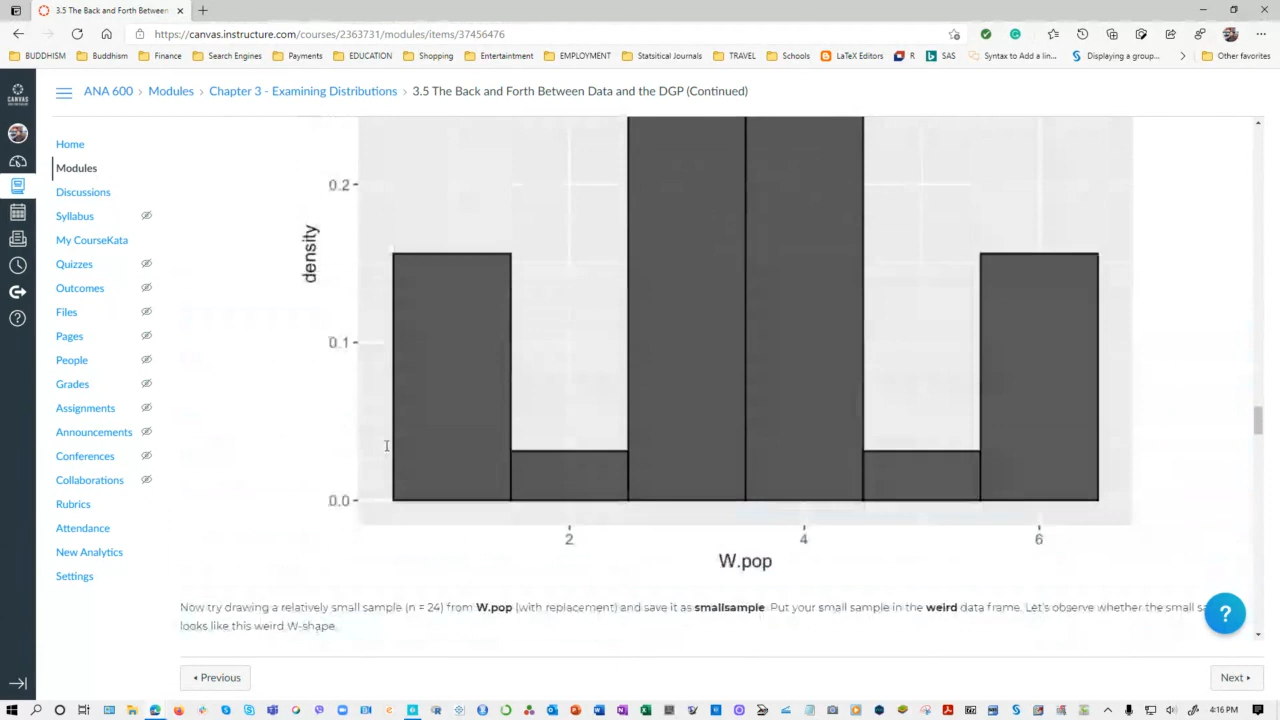 3.5 The Back and Forth Between
https://canvas.instructure.com/courses/2363731/modules/items/37456476
BUDDHISM
Buddhism
Finance
Search Engines
Payments
EDUCATION
Shopping
Entertainment
EMPLOYMENT
Statsitical Journals
TRAVEL
Schools
LaTeX Editors
R
SAS
Syntax to Add a lin...
Displaying a group...
Other favorites
CANVAS
ANA 600 › Modules › Chapter 3 - Examining Distributions › 3.5 The Back and Forth Between Data and the DGP (Continued)
Home
Modules
Discussions
Syllabus
My CourseKata
Quizzes
Outcomes
Files
Pages
People
Grades
Assignments
Announcements
Conferences
Collaborations
Rubrics
Attendance
New Analytics
Settings
density
0.2
0.1
0.0
2 4 6
W.pop
Now try drawing a relatively small sample (n = 24) from W.pop (with replacement) and save it as smallsample. Put your small sample in the weird data frame. Let's observe whether the small sa
looks like this weird W-shape.
?
Previous
Next
4:16 PM